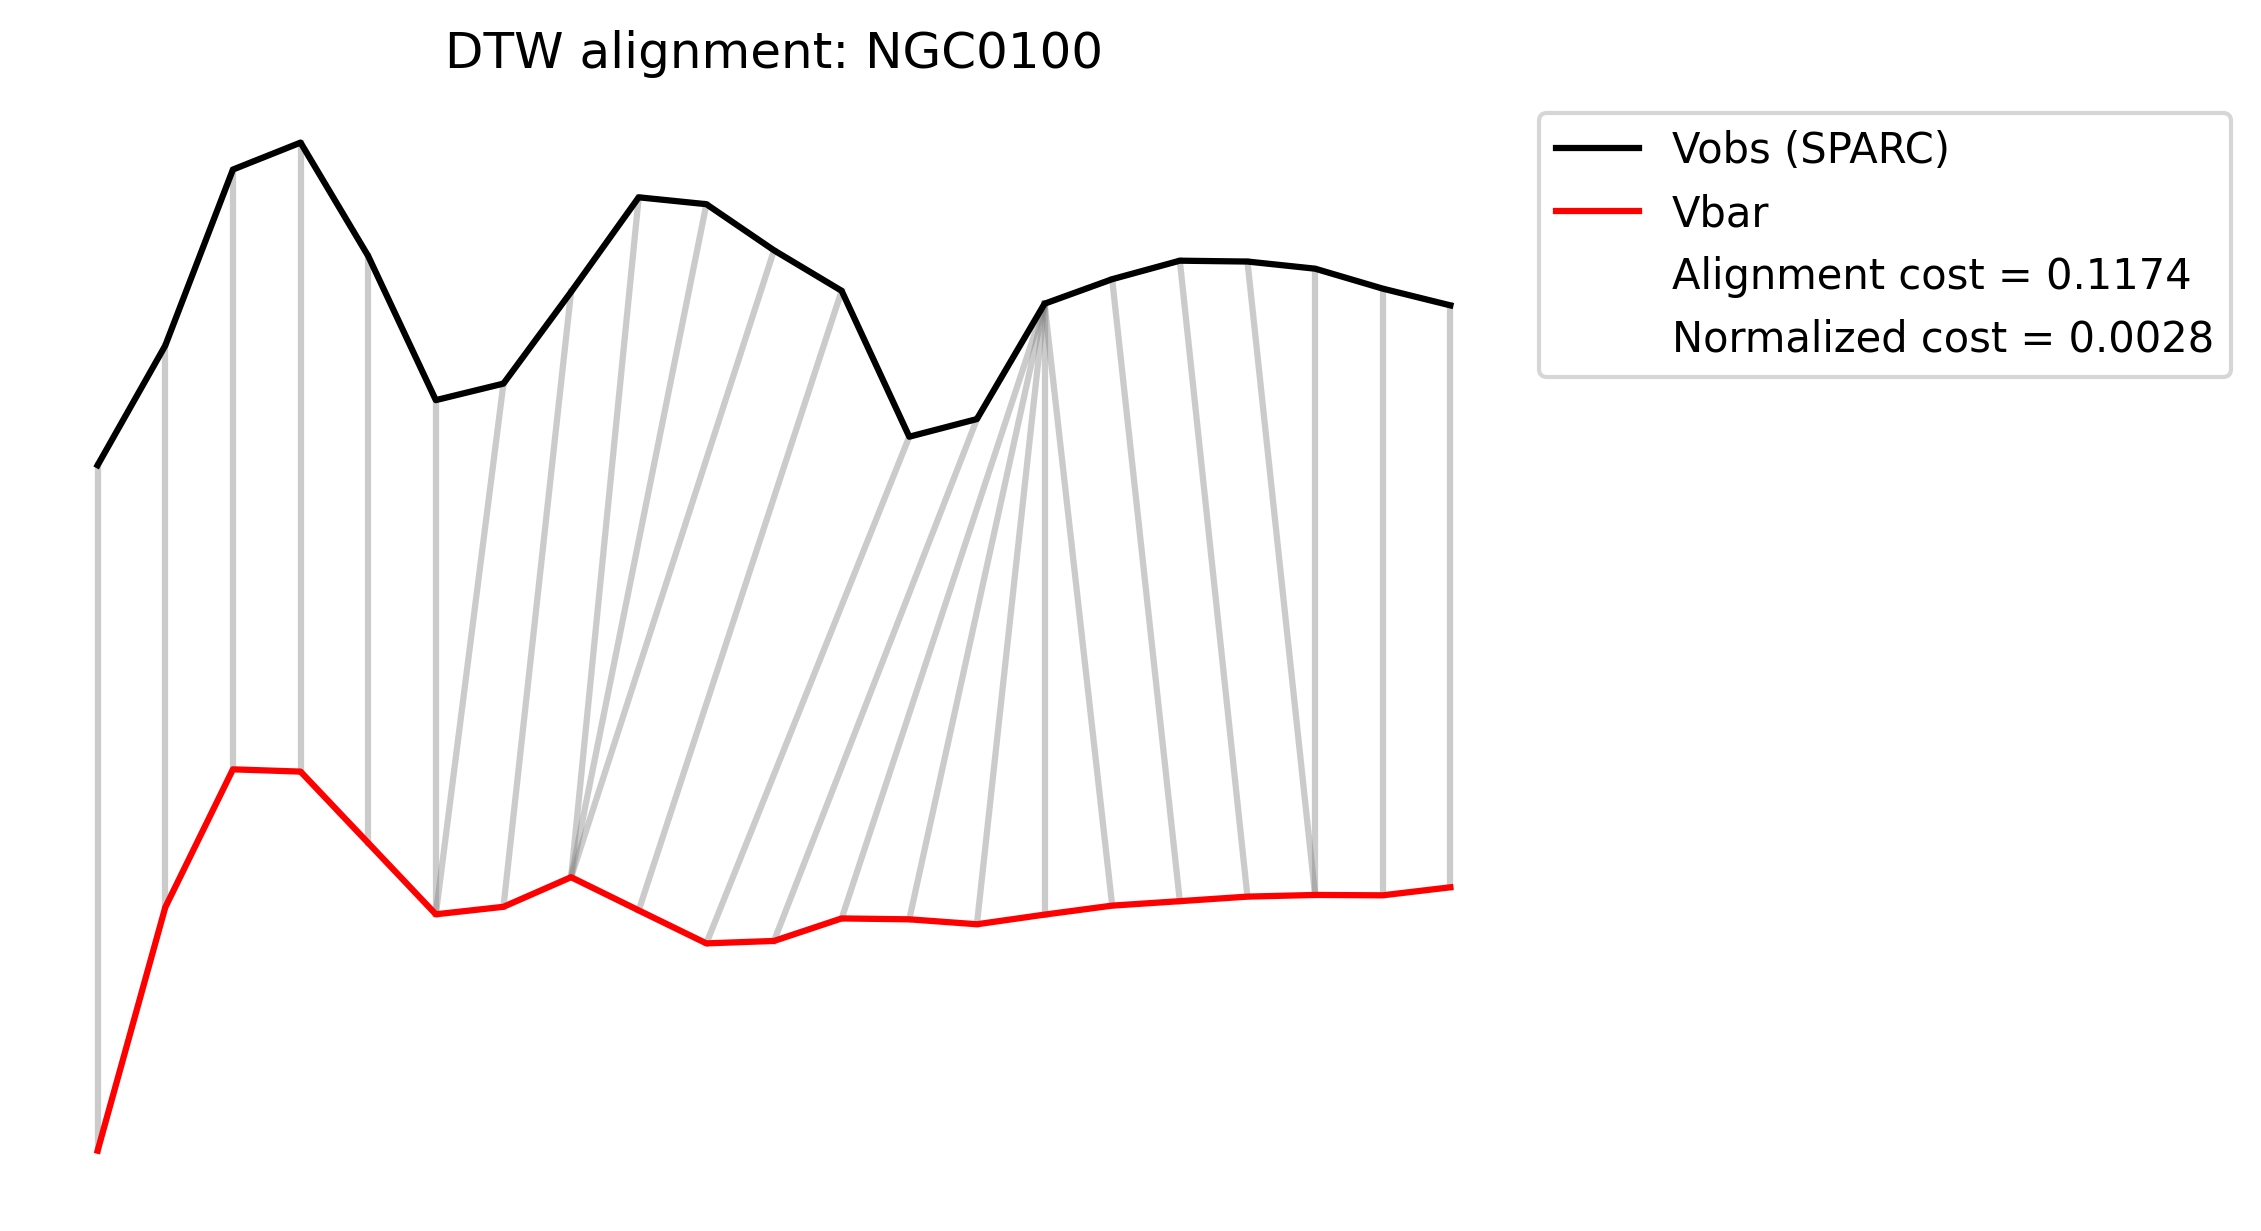 DTW alignment: NGC0100
Vobs (SPARC)
Vbar
Alignment cost = 0.1174
Normalized cost = 0.0028